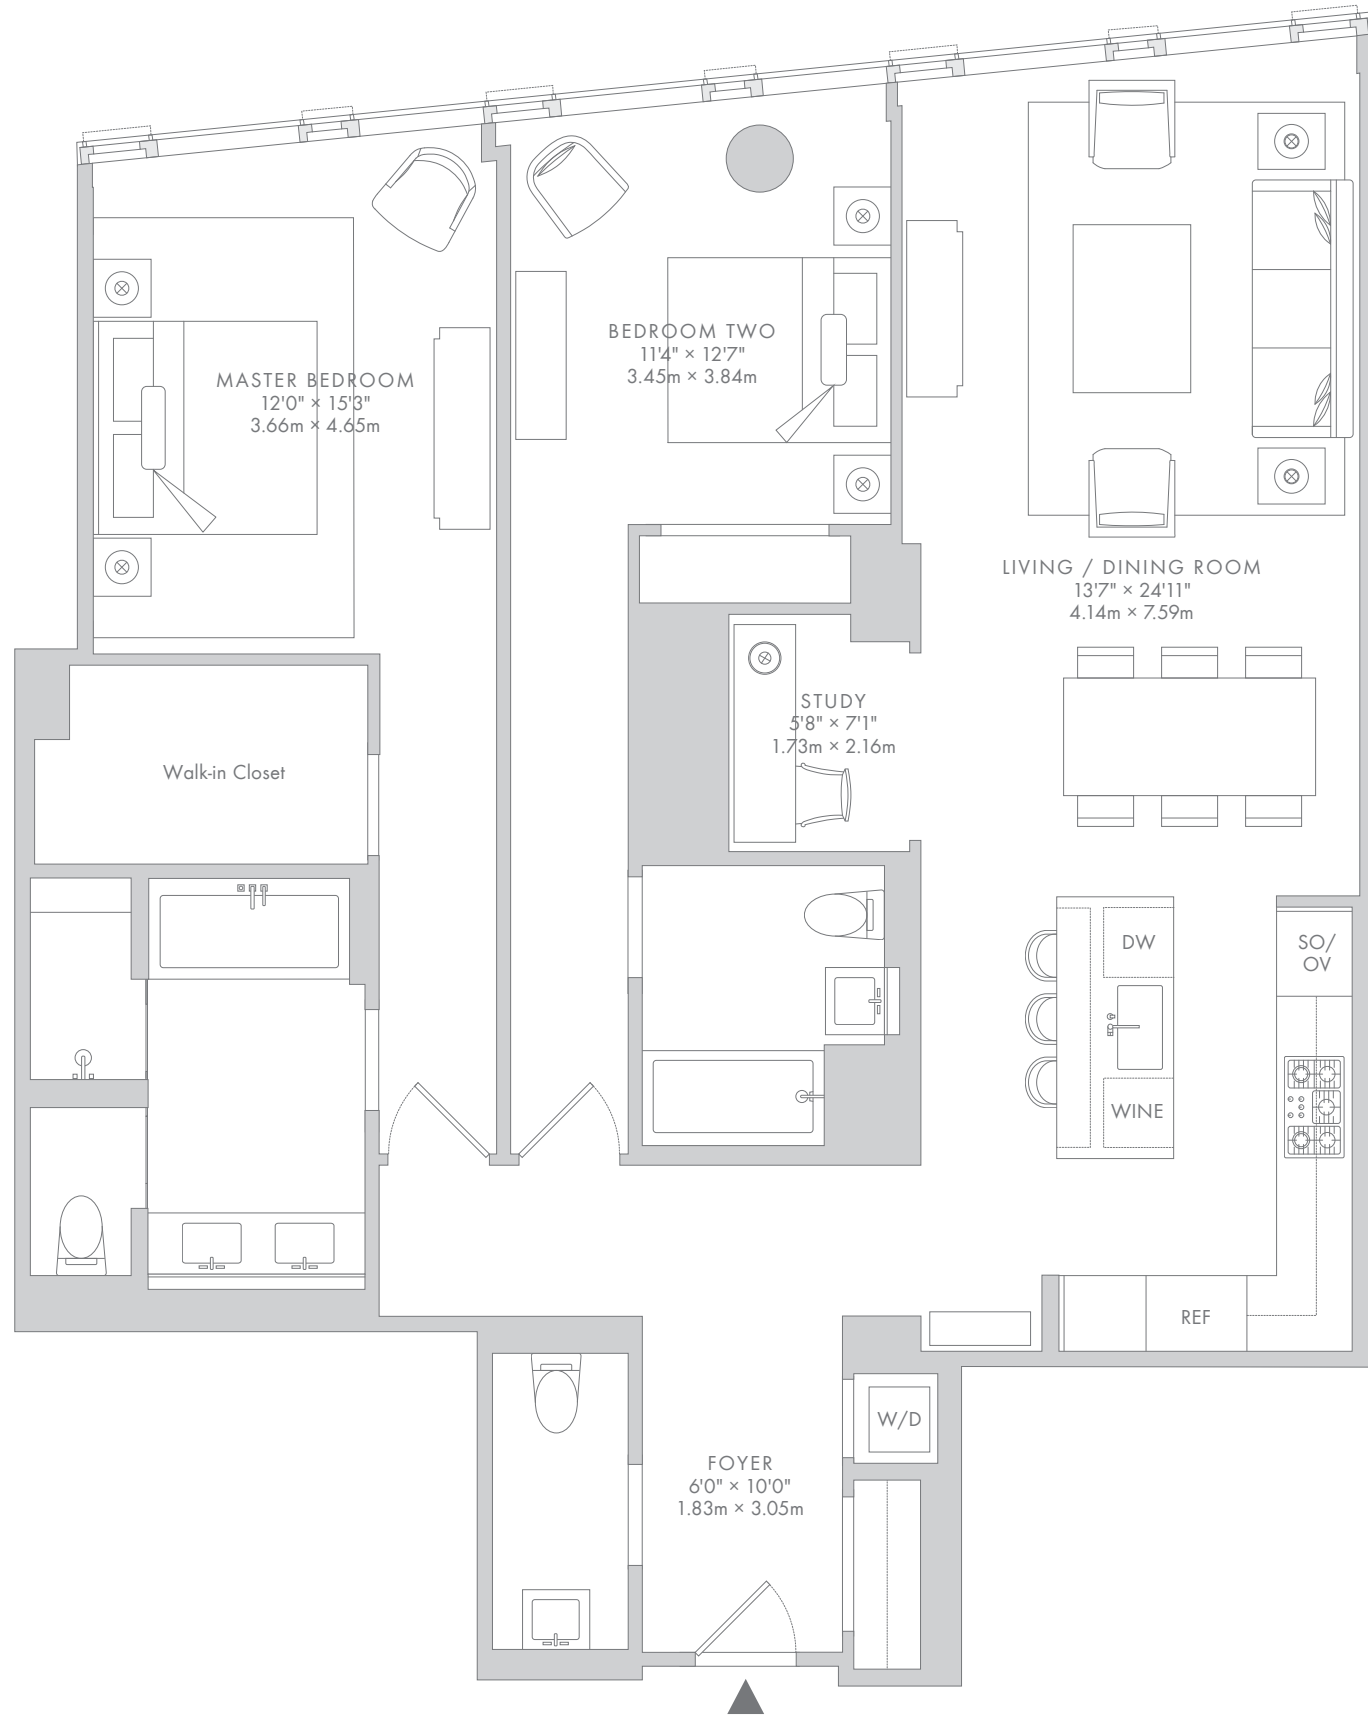 BEDROOM TWO
11'4" × 12'7"
3.45m × 3.84m
MASTER BEDROOM
12'0" × 15'3"
3.66m × 4.65m
LIVING / DINING ROOM
13'7" × 24'11"
4.14m × 7.59m
STUDY
5'8" × 7'1"
1.73m × 2.16m
Walk-in Closet
DW
SO/
OV
WINE
REF
W/D
FOYER
6'0" × 10'0"
1.83m × 3.05m